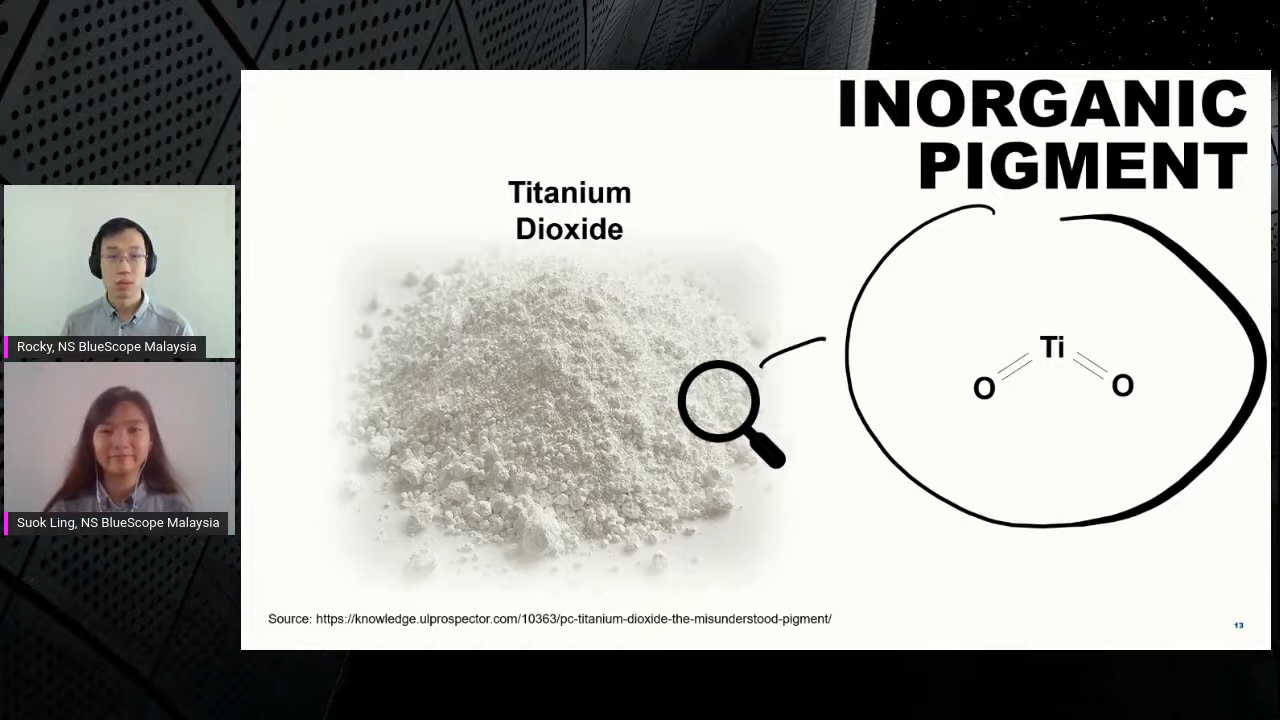 INORGANIC
PIGMENT
Titanium
Dioxide
Ti
O
O
Rocky, NS BlueScope Malaysia
Suok Ling, NS BlueScope Malaysia
Source: https://knowledge.ulprospector.com/10363/pc-titanium-dioxide-the-misunderstood-pigment/
13